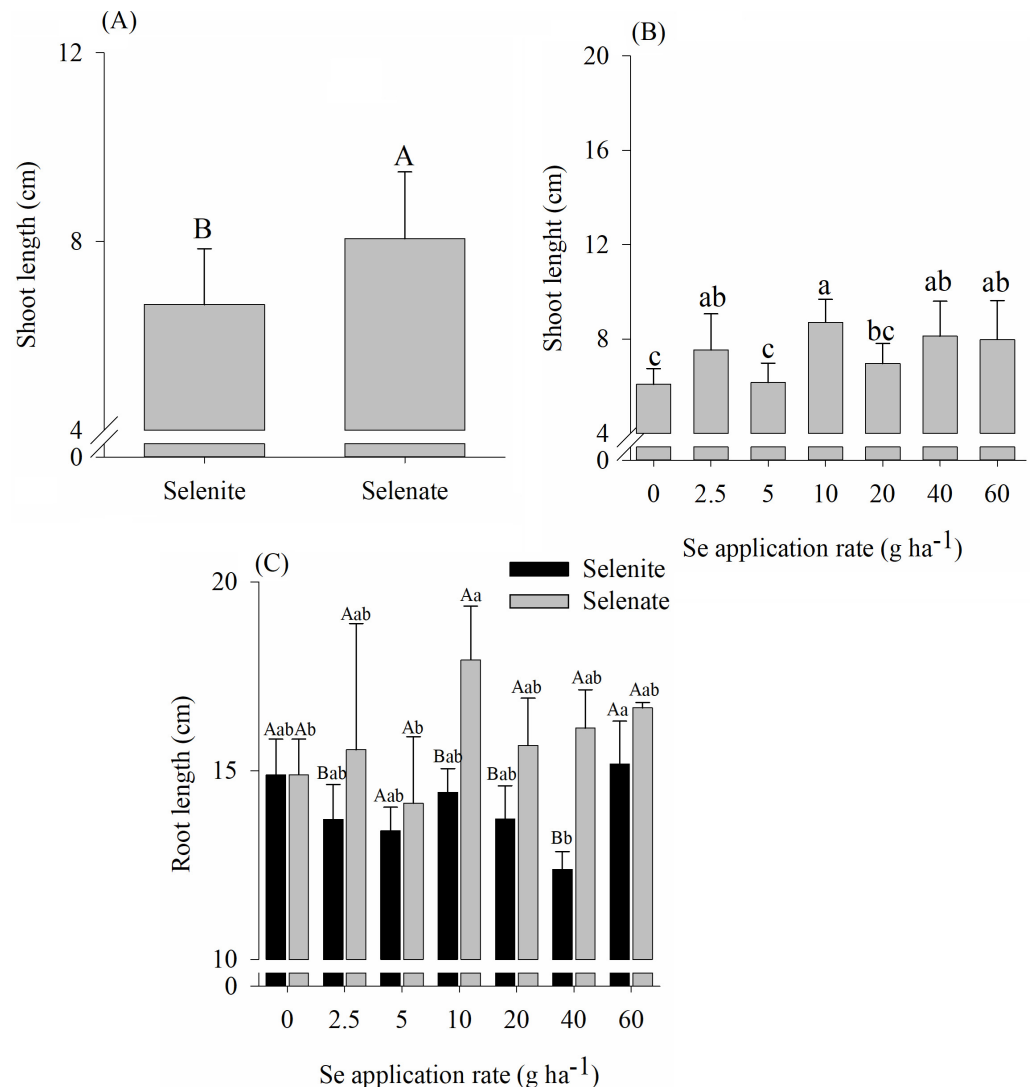 (A)
12
8
4
0
Shoot length (cm)
B
A
Selenite
Selenate
(B)
20
16
12
8
4
0
Shoot lenght (cm)
c
ab
c
a
bc
ab
ab
0 2.5 5 10 20 40 60
Se application rate (g ha-1)
(C)
Selenite
Selenate
20
15
10
0
Root length (cm)
Aab Ab
Bab Aab
Aab Ab
Bab Aa
Bab Aab
Bb Aab
Aa Aab
0 2.5 5 10 20 40 60
Se application rate (g ha-1)